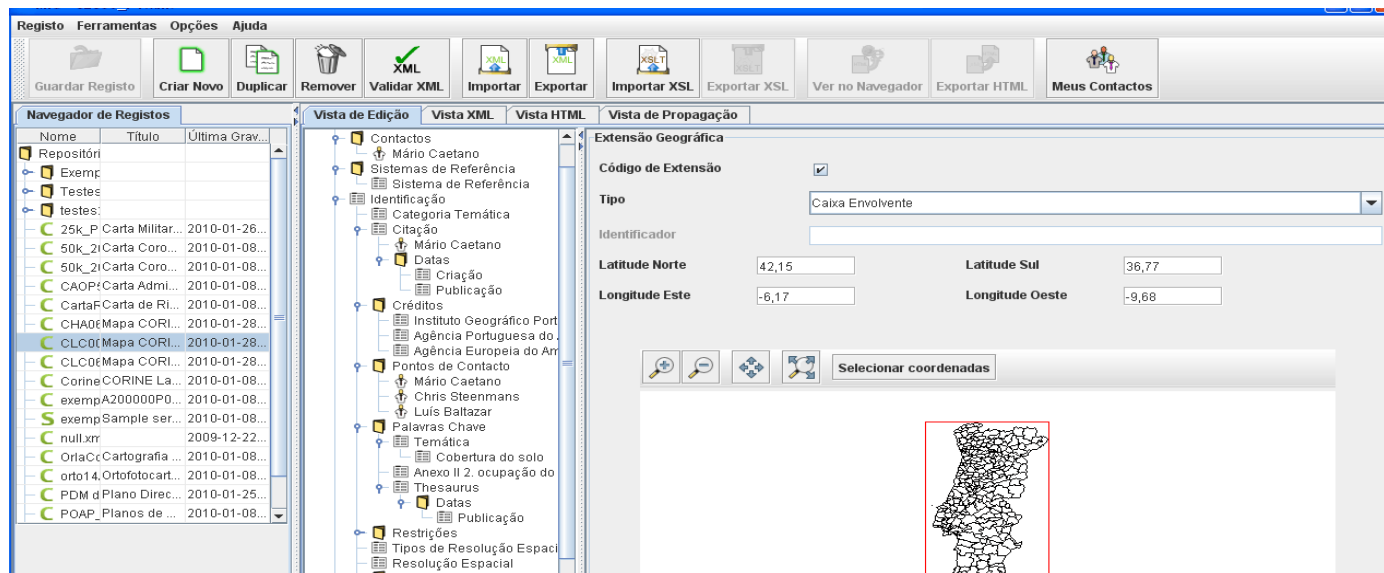 Registo Ferramentas Opções Ajuda
Guardar Registo Criar Novo Duplicar Remover Validar XML Importar Exportar Importar XSL Exportar XSL Ver no Navegador Exportar HTML Meus Contactos
Navegador de Registos
Nome Título Última Grav...
Repositóri
Exemp
Testes
testes:
25k_P Carta Militar... 2010-01-26...
50k_2 Carta Coro... 2010-01-08...
50k_2 Carta Coro... 2010-01-08...
CAOP Carta Admi... 2010-01-08...
CartaF Carta de Ri... 2010-01-08...
CHA06 Mapa CORI... 2010-01-28...
CLC00 Mapa CORI... 2010-01-28...
CLC06 Mapa CORI... 2010-01-28...
Corine CORINE La... 2010-01-08...
exemp A200000P0... 2010-01-08...
exemp Sample ser... 2010-01-08...
null.xm 2009-12-22...
OrlaCo Cartografia ... 2010-01-08...
orto14. Ortofotocart... 2010-01-08...
PDM d Plano Direc... 2010-01-25...
POAP_ Planos de ... 2010-01-08...
Vista de Edição Vista XML Vista HTML Vista de Propagação
Contactos
Mário Caetano
Sistemas de Referência
Sistema de Referência
Identificação
Categoria Temática
Citação
Mário Caetano
Datas
Criação
Publicação
Créditos
Instituto Geográfico Port
Agência Portuguesa do
Agência Europeia do Am
Pontos de Contacto
Mário Caetano
Chris Steenmans
Luís Baltazar
Palavras Chave
Temática
Cobertura do solo
Anexo II 2. ocupação do
Thesaurus
Datas
Publicação
Restrições
Tipos de Resolução Espaci
Resolução Espacial
Extensão Geográfica
Código de Extensão
Tipo Caixa Envolvente
Identificador
Latitude Norte 42,15 Latitude Sul 36,77
Longitude Este -6,17 Longitude Oeste -9,68
Selecionar coordenadas